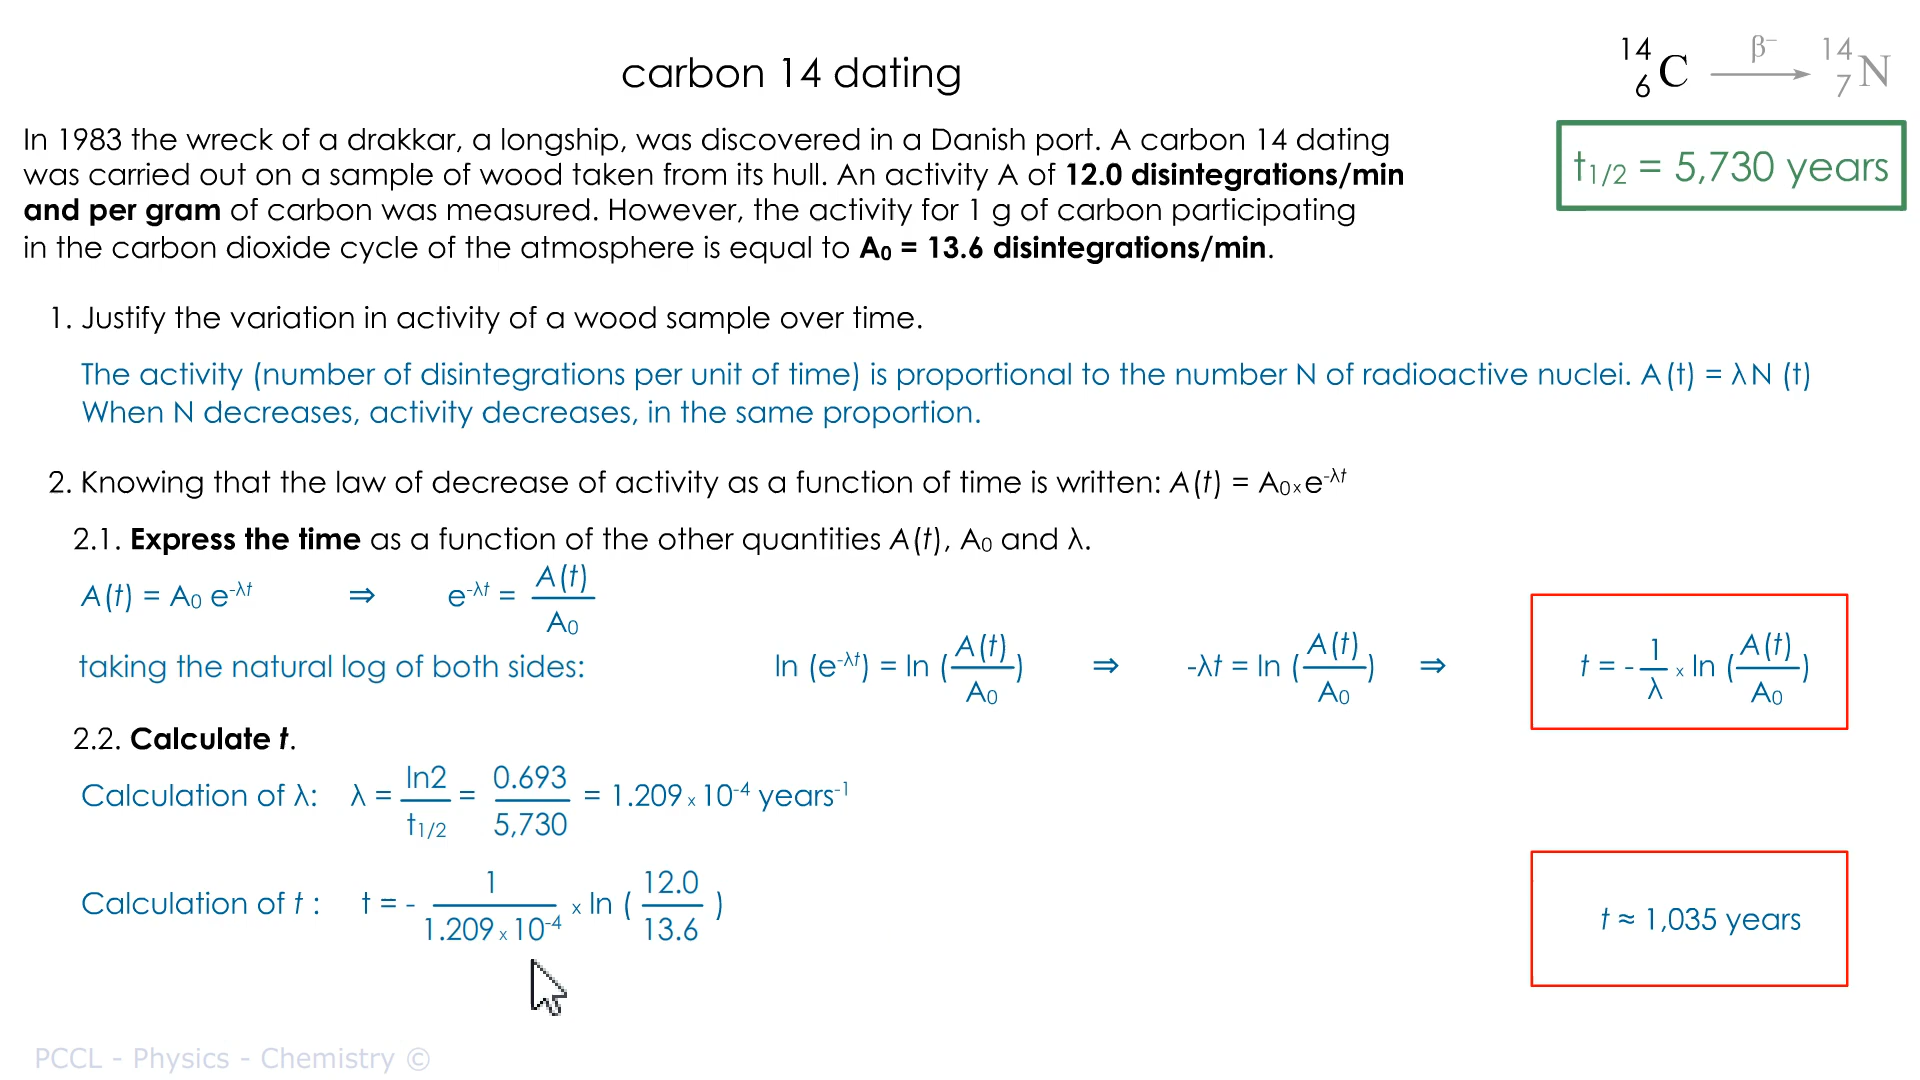 carbon 14 dating
14 6 C β⁻ 14 7 N
In 1983 the wreck of a drakkar, a longship, was discovered in a Danish port. A carbon 14 dating
was carried out on a sample of wood taken from its hull. An activity A of 12.0 disintegrations/min
and per gram of carbon was measured. However, the activity for 1 g of carbon participating
in the carbon dioxide cycle of the atmosphere is equal to A₀ = 13.6 disintegrations/min.
t₁/₂ = 5,730 years
1. Justify the variation in activity of a wood sample over time.
The activity (number of disintegrations per unit of time) is proportional to the number N of radioactive nuclei. A (t) = λ N (t)
When N decreases, activity decreases, in the same proportion.
2. Knowing that the law of decrease of activity as a function of time is written: A(t) = A₀ x e^-λt
2.1. Express the time as a function of the other quantities A(t), A₀ and λ.
A(t) = A₀ e^-λt ⇒ e^-λt = A(t) / A₀
taking the natural log of both sides: ln (e^-λt) = ln (A(t) / A₀) ⇒ -λt = ln (A(t) / A₀) ⇒ t = - 1 / λ x ln (A(t) / A₀)
2.2. Calculate t.
Calculation of λ: λ = ln2 / t₁/₂ = 0.693 / 5,730 = 1.209 x 10⁻⁴ years⁻¹
Calculation of t : t = - 1 / 1.209 x 10⁻⁴ x ln ( 12.0 / 13.6 )
t ≈ 1,035 years
PCCL - Physics - Chemistry ©